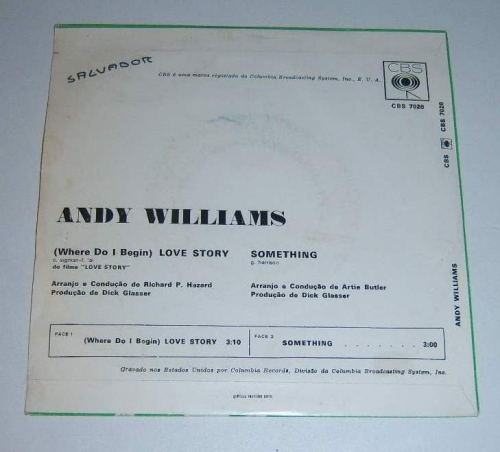 SALVADOR
CBS é uma marca registada da Columbia Broadcasting System, Inc., E. U. A.
CBS
CBS 7020
CBS CBS 7020
ANDY WILLIAMS
ANDY WILLIAMS
(Where Do I Begin) LOVE STORY
c. sigman-f.
do filme "LOVE STORY"
Arranjo e Condução de Richard P. Hazard
Produção de Dick Glasser
SOMETHING
g. harrison
Arranjo e Condução de Artie Butler
Produção de Dick Glasser
FACE 1
(Where Do I Begin) LOVE STORY 3:10
FACE 2
SOMETHING . . . . . . . 3:00
Gravado nos Estados Unidos por Columbia Records, Divisão da Columbia Broadcasting System, Inc.